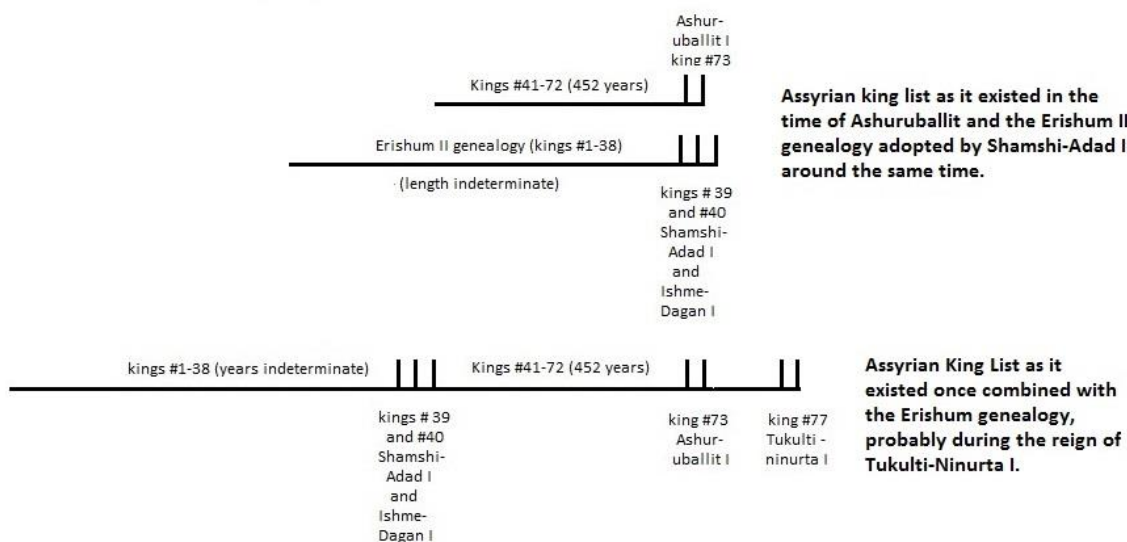 Ashur-
uballit I
king #73
Kings #41-72 (452 years)
Assyrian king list as it existed in the
time of Ashuruballit and the Erishum II
genealogy adopted by Shamshi-Adad I
around the same time.
Erishum II genealogy (kings #1-38)
(length indeterminate)
kings # 39
and #40
Shamshi-
Adad I
and
Ishme-
Dagan I
kings #1-38 (years indeterminate)
Kings #41-72 (452 years)
Assyrian King List as it
existed once combined with
the Erishum genealogy,
probably during the reign of
Tukulti-Ninurta I.
kings # 39
and #40
Shamshi-
Adad I
and
Ishme-
Dagan I
king #73
Ashur-
uballit I
king #77
Tukulti -
ninurta I